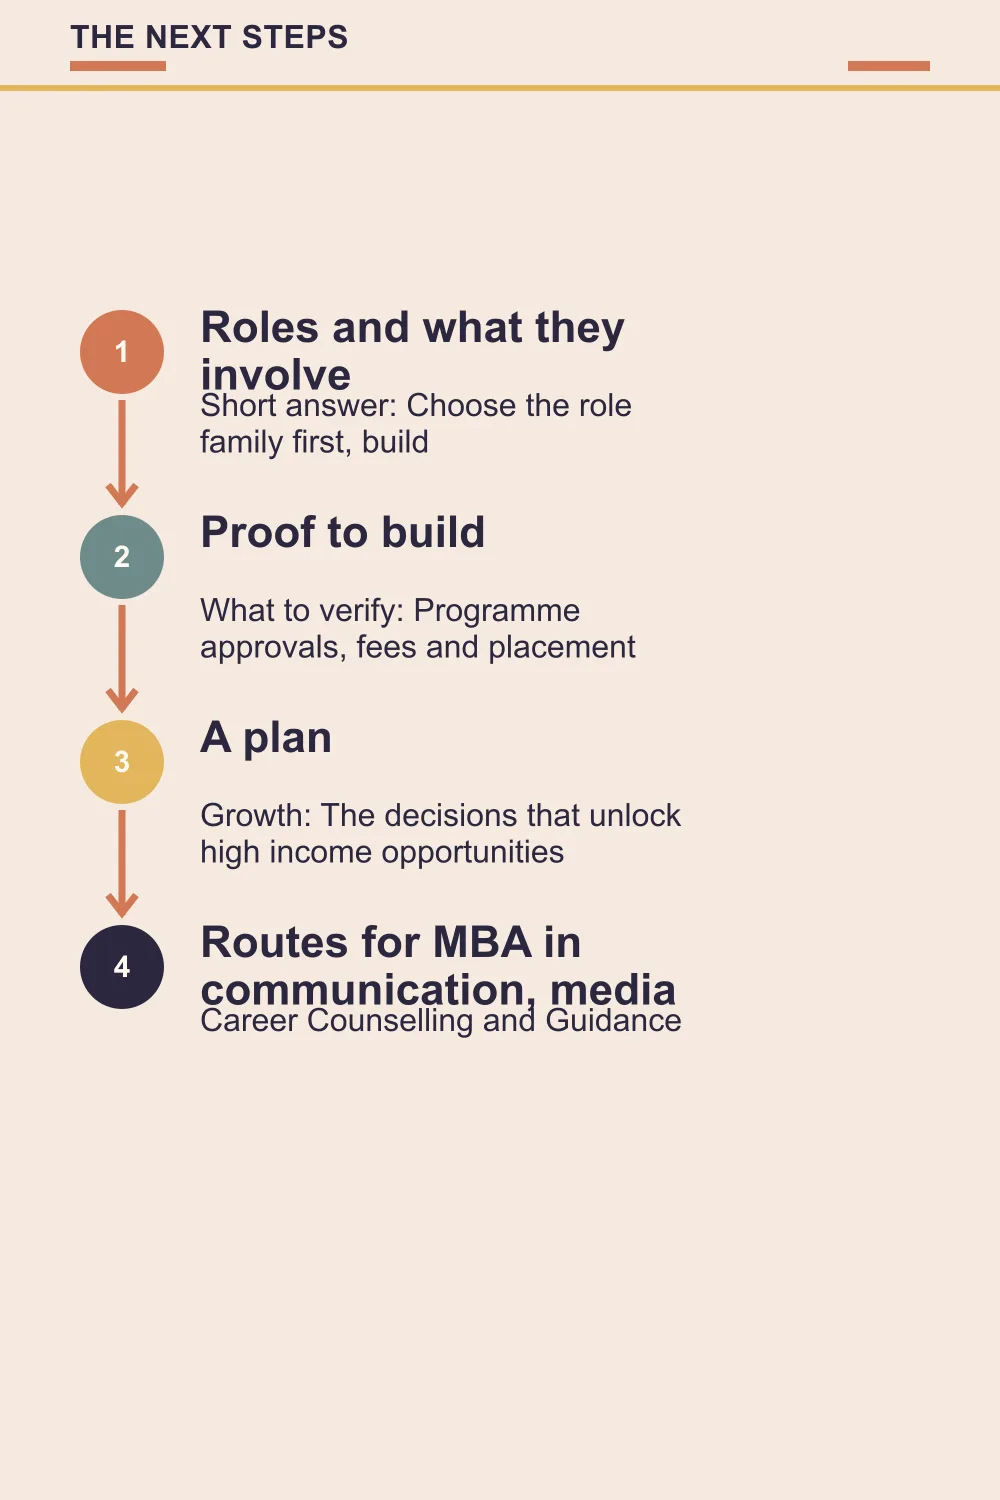 THE NEXT STEPS
1
Roles and what they
involve
Short answer: Choose the role
family first, build
2
Proof to build
What to verify: Programme
approvals, fees and placement
3
A plan
Growth: The decisions that unlock
high income opportunities
4
Routes for MBA in
communication, media
Career Counselling and Guidance